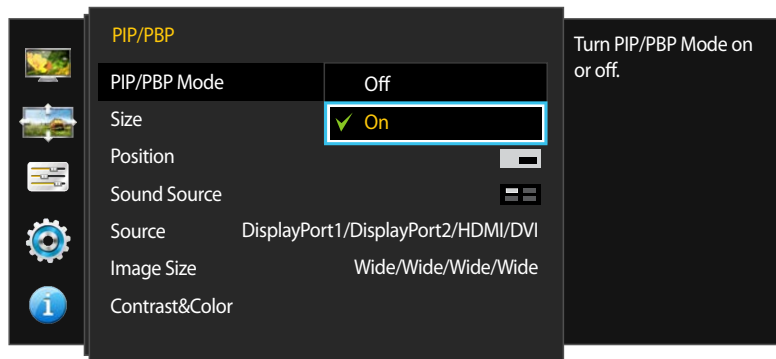 PIP/PBP
PIP/PBP Mode
Off
Size
On
Position
Sound Source
Source DisplayPort1/DisplayPort2/HDMI/DVI
Image Size Wide/Wide/Wide/Wide
Contrast&Color
Turn PIP/PBP Mode on
or off.